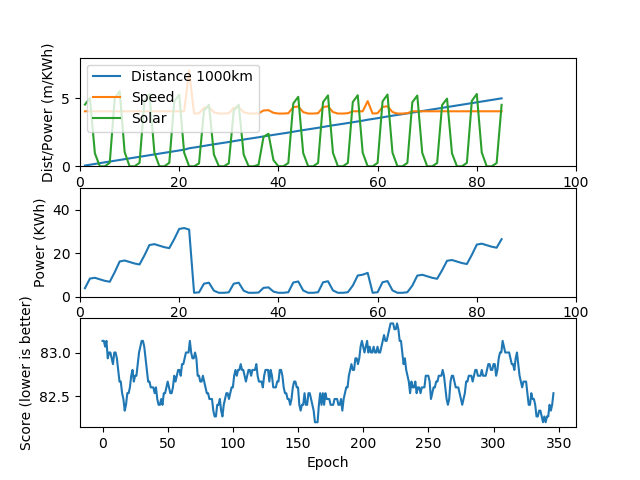 Dist/Power (m/KWh)
Distance 1000km
Speed
Solar
5
0
0 20 40 60 80 100
Power (KWh)
40
20
0
0 20 40 60 80 100
Score (lower is better)
83.0
82.5
0 50 100 150 200 250 300 350
Epoch